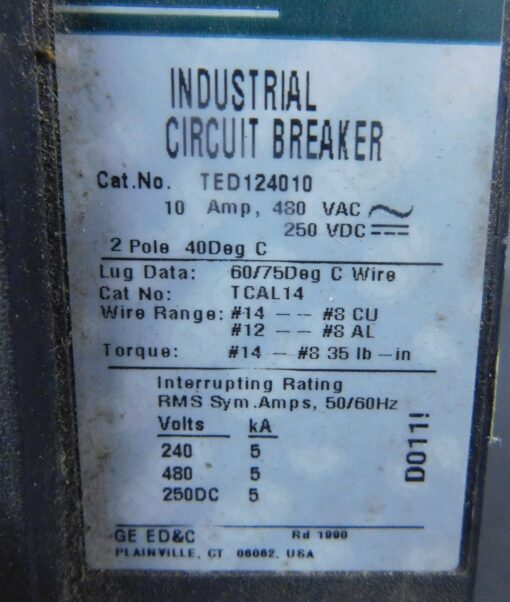 INDUSTRIAL
CIRCUIT BREAKER
Cat.No. TED124010
10 Amp, 480 VAC
250 VDC
2 Pole 40Deg C
Lug Data: 60/75Deg C Wire
Cat No: TCAL14
Wire Range: #14 -- #8 CU
#12 -- #8 AL
Torque: #14 - #8 35 lb-in
Interrupting Rating
RMS Sym.Amps, 50/60Hz
Volts kA
240 5
480 5
250DC 5
D011!
GE ED&C Rd 1990
PLAINVILLE, CT 06062, USA